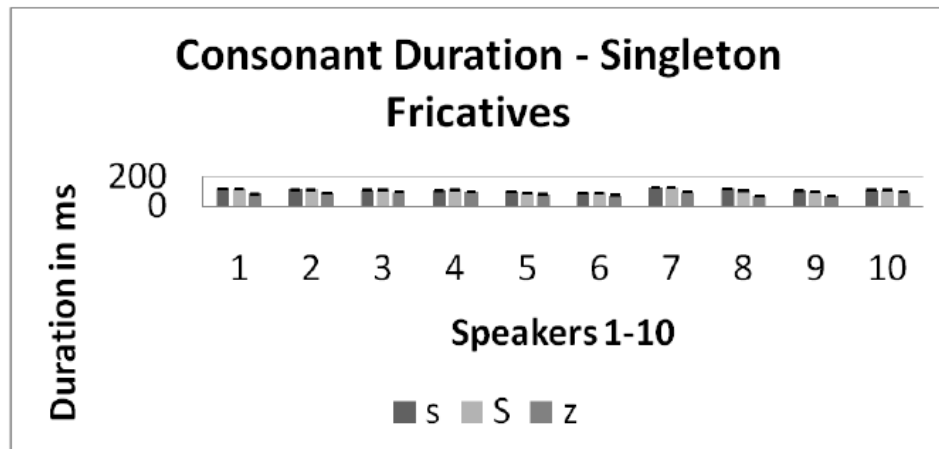 Consonant Duration - Singleton
Fricatives
Duration in ms
200
0
1 2 3 4 5 6 7 8 9 10
Speakers 1-10
s S z